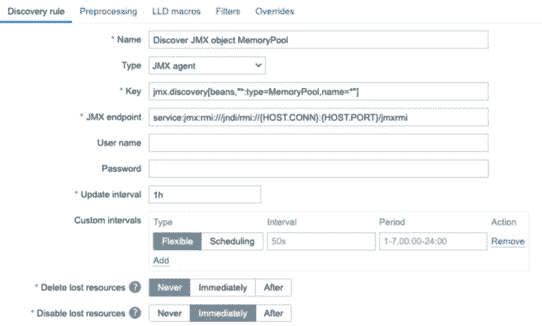 Discovery rule Preprocessing LLD macros Filters Overrides
* Name Discover JMX object MemoryPool
Type JMX agent
* Key jmx.discovery[beans,"*:type=MemoryPool,name=*"]
* JMX endpoint service:jmx:rmi:///jndi/rmi://{HOST.CONN}:{HOST.PORT}/jmxrmi
User name
Password
* Update interval 1h
Custom intervals Type Interval Period Action
Flexible Scheduling 50s 1-7,00:00-24:00 Remove
Add
* Delete lost resources ? Never Immediately After
* Disable lost resources ? Never Immediately After